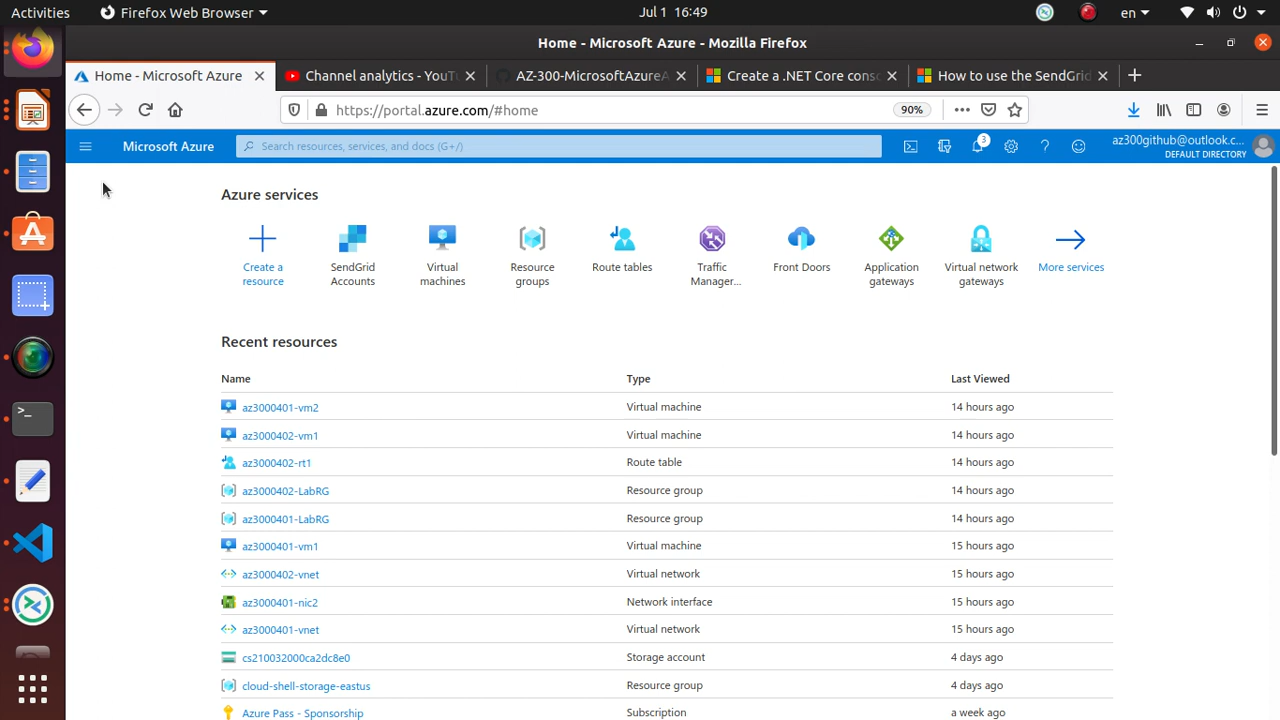 Activities
Firefox Web Browser
Jul 1 16:49
en
Home - Microsoft Azure - Mozilla Firefox
Home - Microsoft Azure
Channel analytics - YouT
AZ-300-MicrosoftAzureA
Create a .NET Core conso
How to use the SendGrid
https://portal.azure.com/#home
90%
Microsoft Azure
Search resources, services, and docs (G+/)
3
az300github@outlook.c...
DEFAULT DIRECTORY
Azure services
Create a resource
SendGrid Accounts
Virtual machines
Resource groups
Route tables
Traffic Manager...
Front Doors
Application gateways
Virtual network gateways
More services
Recent resources
Name Type Last Viewed
az3000401-vm2 Virtual machine 14 hours ago
az3000402-vm1 Virtual machine 14 hours ago
az3000402-rt1 Route table 14 hours ago
az3000402-LabRG Resource group 14 hours ago
az3000401-LabRG Resource group 14 hours ago
az3000401-vm1 Virtual machine 15 hours ago
az3000402-vnet Virtual network 15 hours ago
az3000401-nic2 Network interface 15 hours ago
az3000401-vnet Virtual network 15 hours ago
cs210032000ca2dc8e0 Storage account 4 days ago
cloud-shell-storage-eastus Resource group 4 days ago
Azure Pass - Sponsorship Subscription a week ago